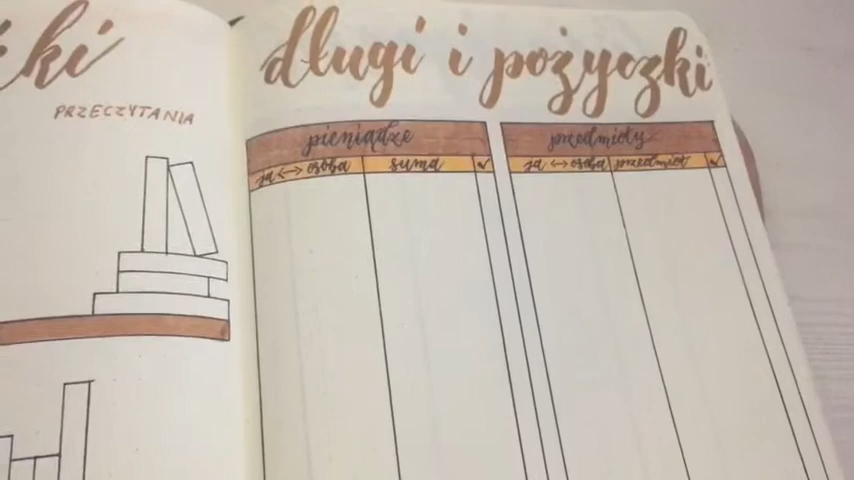 ki
PRZECZYTANIA
długi i pożyczki
pieniądze
ja <-> osoba suma ✓
przedmioty
ja <-> osoba przedmiot ✓